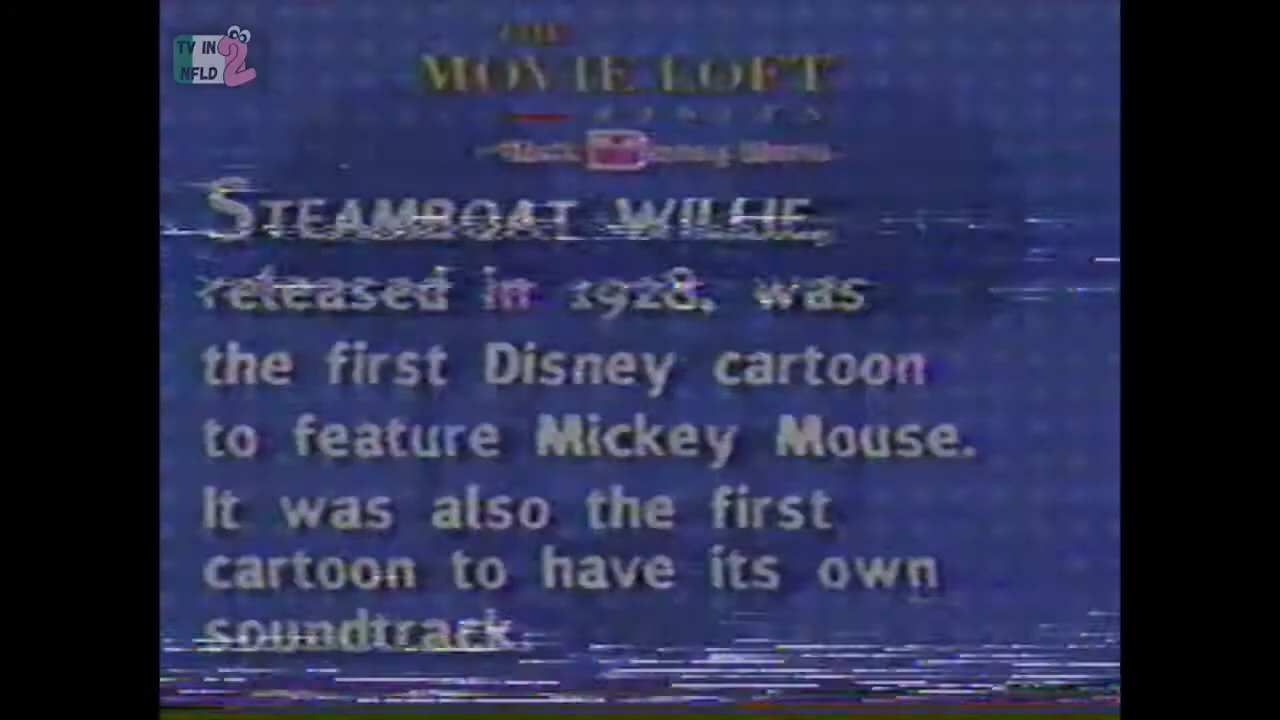 TV IN
NFLD 2
THE
MOVIE LOFT
STEAMBOAT WILLIE,
released in 1928, was
the first Disney cartoon
to feature Mickey Mouse.
It was also the first
cartoon to have its own
soundtrack.